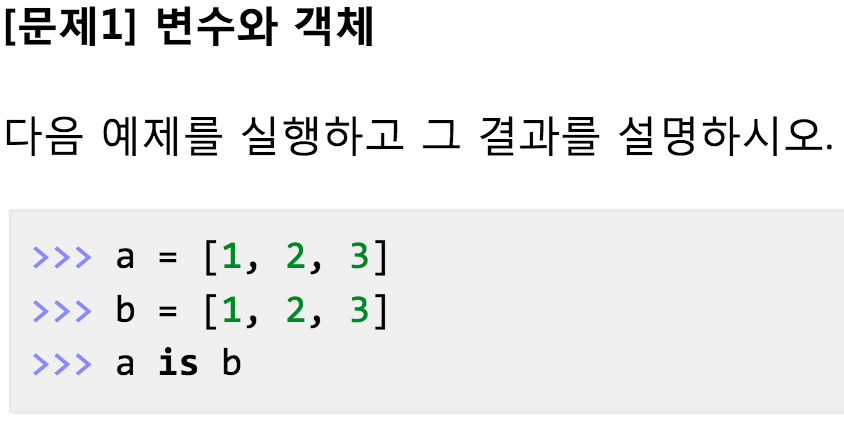 [문제1] 변수와 객체
다음 예제를 실행하고 그 결과를 설명하시오.
>>> a = [1, 2, 3]
>>> b = [1, 2, 3]
>>> a is b